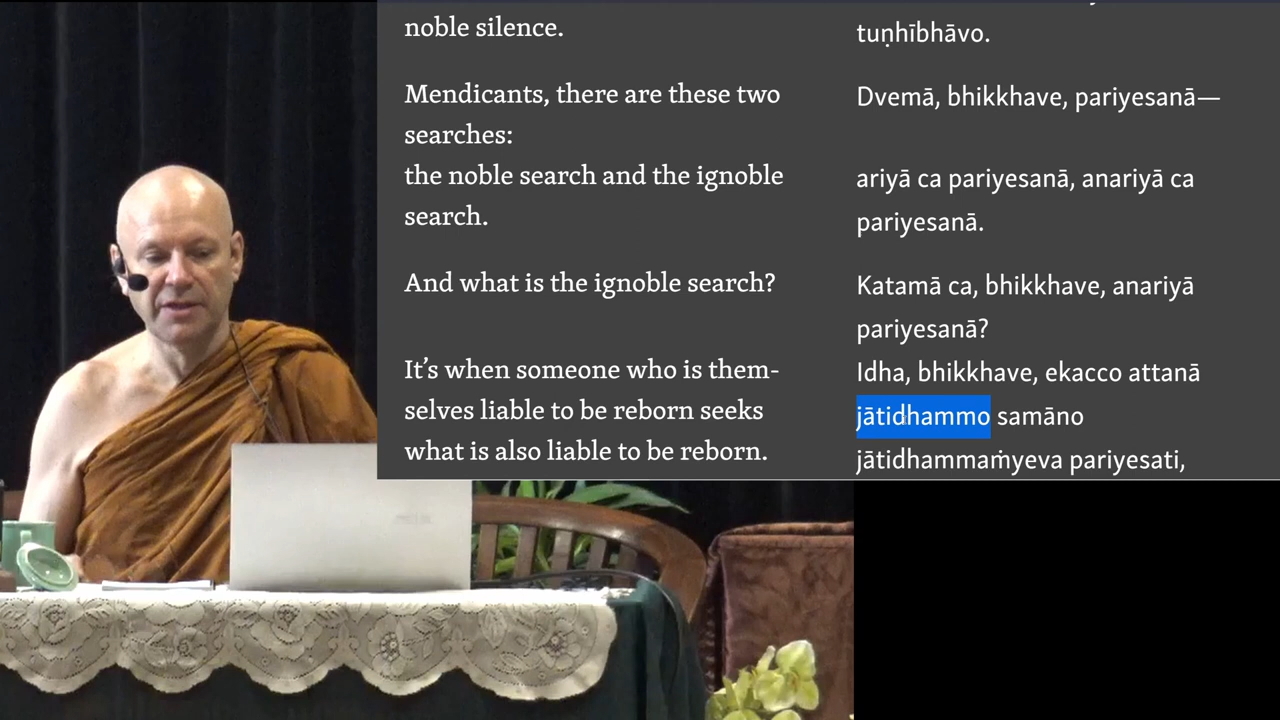 noble silence.
Mendicants, there are these two
searches:
the noble search and the ignoble
search.
And what is the ignoble search?
It’s when someone who is them-
selves liable to be reborn seeks
what is also liable to be reborn.
tuṇhībhāvo.
Dvemā, bhikkhave, pariyesanā—
ariyā ca pariyesanā, anariyā ca
pariyesanā.
Katamā ca, bhikkhave, anariyā
pariyesanā?
Idha, bhikkhave, ekacco attanā
jātidhammo samāno
jātidhammaṁyeva pariyesati,